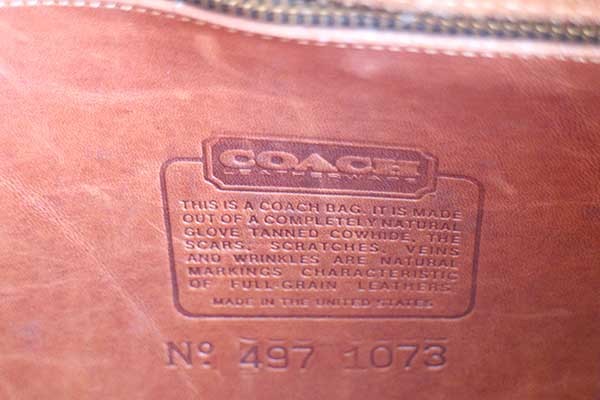 COACH
THIS IS A COACH BAG. IT IS MADE
OUT OF A COMPLETELY NATURAL
GLOVE TANNED COWHIDE. THE
SCARS, SCRATCHES, VEINS
AND WRINKLES ARE NATURAL
MARKINGS CHARACTERISTIC
OF FULL-GRAIN LEATHERS.
MADE IN THE UNITED STATES
Nº 497 1073